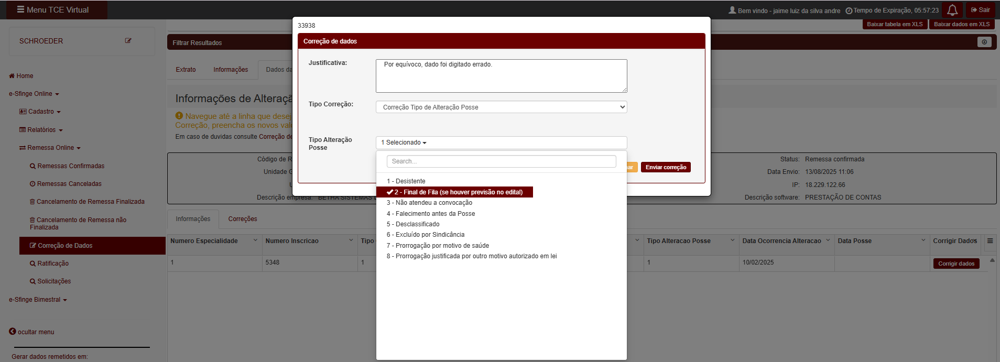 Menu TCE Virtual
Bem vindo - jaime luiz da silva andre
Tempo de Expiração, 05:57:23
Sair
SCHROEDER
Home
e-Sfinge Online
Cadastro
Relatórios
Remessa Online
Remessas Confirmadas
Remessas Canceladas
Cancelamento de Remessa Finalizada
Cancelamento de Remessa não
Finalizada
Correção de Dados
Ratificação
Solicitações
e-Sfinge Bimestral
ocultar menu
Gerar dados remetidos em:
Baixar tabela em XLS
Baixar dados em XLS
Filtrar Resultados
Extrato
Informações
Dados da
Informações de Alteraçã
Navegue até a linha que desej
Correção, preencha os novos val
Em caso de duvidas consulte Correção de
Código de R
Unidade G
U
Descrição empresa: BETHA SISTEMAS
Status: Remessa confirmada
Data Envio: 13/08/2025 11:06
IP: 18.229.122.66
Descrição software: PRESTAÇÃO DE CONTAS
Informações
Correções
Numero Especialidade
Numero Inscricao
Tipo
Tipo Alteracao Posse
Data Ocorrencia Alteracao
Data Posse
Corrigir Dados
1
5348
1
1
10/02/2025
Corrigir dados
33938
Correção de dados
Justificativa:
Por equívoco, dado foi digitado errado.
Tipo Correção:
Correção Tipo de Alteração Posse
Tipo Alteração
Posse
1 Selecionado
ar
Enviar correção
Search...
1 - Desistente
2 - Final de Fila (se houver previsão no edital)
3 - Não atendeu a convocação
4 - Falecimento antes da Posse
5 - Desclassificado
6 - Excluído por Sindicância
7 - Prorrogação por motivo de saúde
8 - Prorrogação justificada por outro motivo autorizado em lei